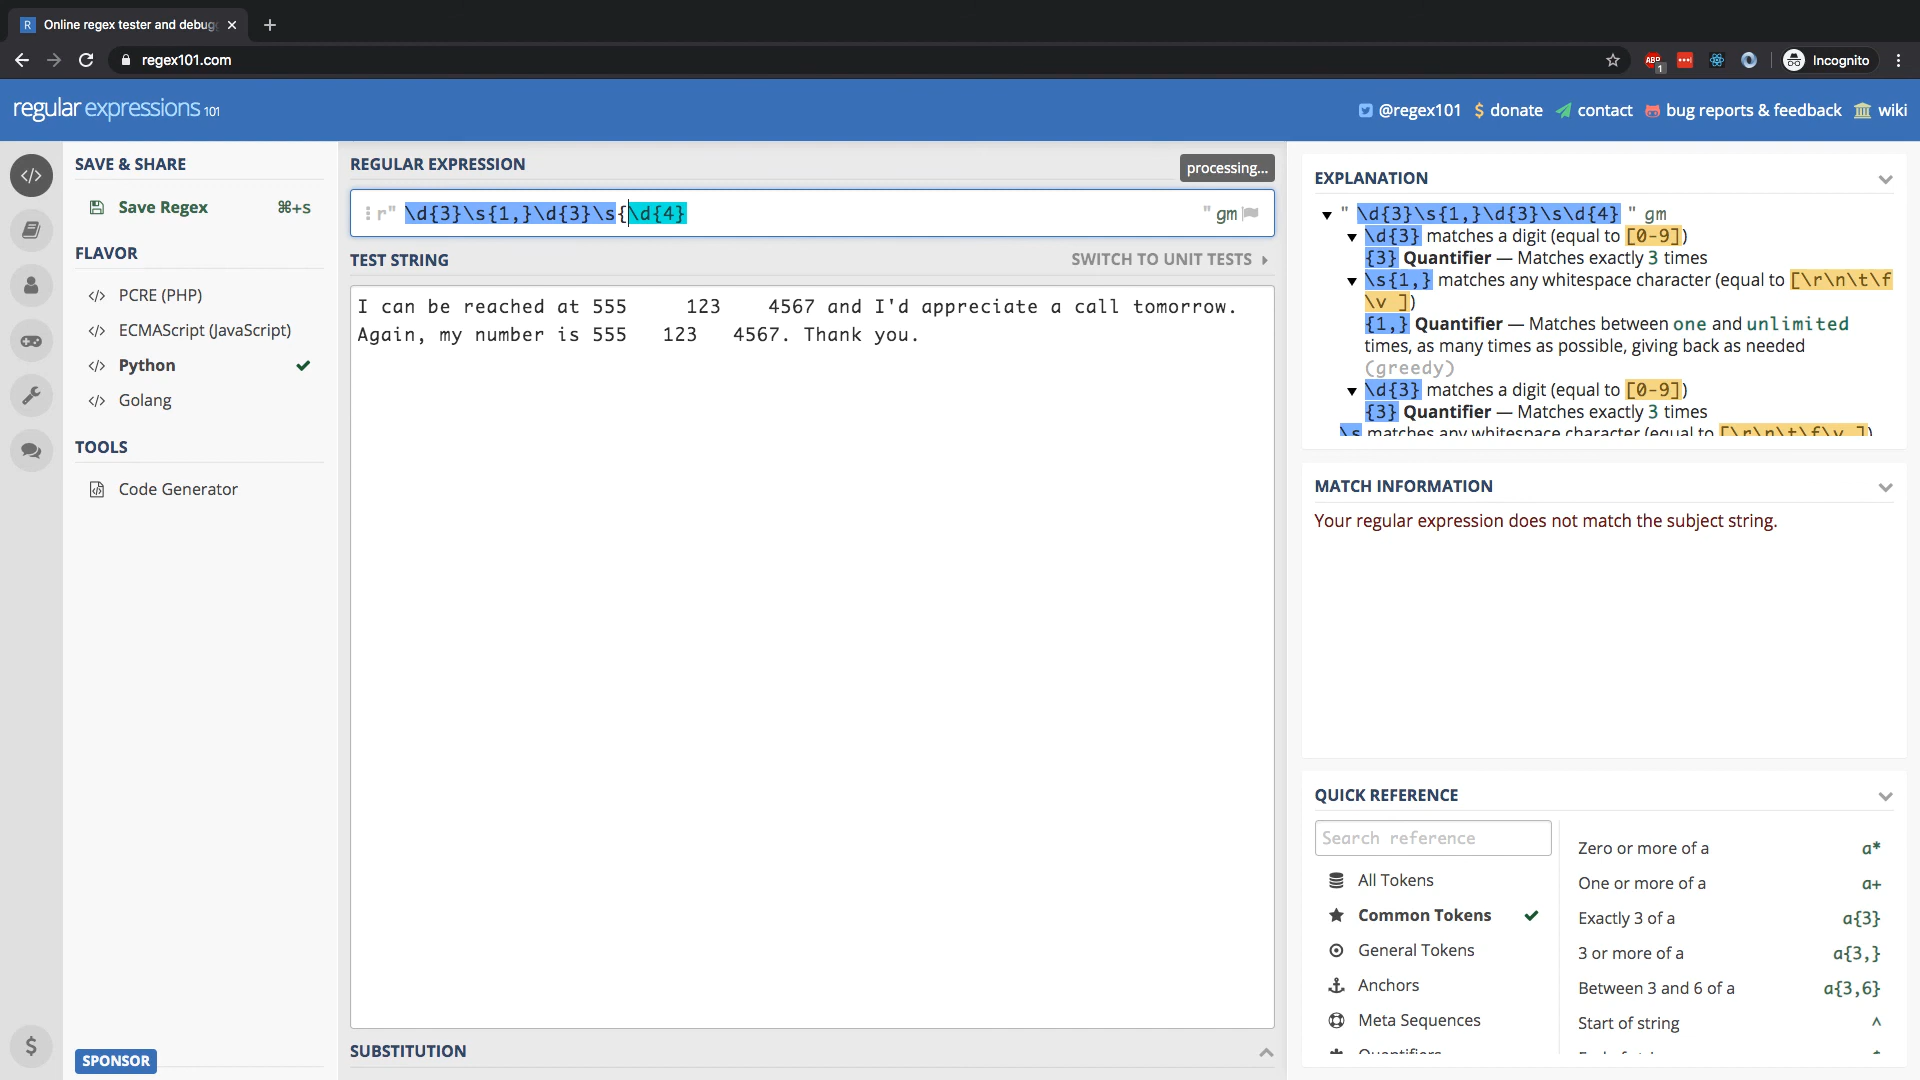 Online regex tester and debug
regex101.com
ABP
1
Incognito
regular expressions 101
@regex101
$ donate
contact
bug reports & feedback
wiki
SAVE & SHARE
Save Regex ⌘+s
FLAVOR
</> PCRE (PHP)
</> ECMAScript (JavaScript)
</> Python
</> Golang
TOOLS
Code Generator
$
SPONSOR
REGULAR EXPRESSION
processing...
r" \d{3}\s{1,}\d{3}\s{\d{4} " gm
TEST STRING
SWITCH TO UNIT TESTS
I can be reached at 555     123    4567 and I'd appreciate a call tomorrow.
Again, my number is 555   123   4567. Thank you.
SUBSTITUTION
EXPLANATION
" \d{3}\s{1,}\d{3}\s\d{4} " gm
\d{3} matches a digit (equal to [0-9])
{3} Quantifier — Matches exactly 3 times
\s{1,} matches any whitespace character (equal to [\r\n\t\f
\v ])
{1,} Quantifier — Matches between one and unlimited
times, as many times as possible, giving back as needed
(greedy)
\d{3} matches a digit (equal to [0-9])
{3} Quantifier — Matches exactly 3 times
\s matches any whitespace character (equal to [\r\n\t\f\v ])
MATCH INFORMATION
Your regular expression does not match the subject string.
QUICK REFERENCE
Search reference
All Tokens
Common Tokens
General Tokens
Anchors
Meta Sequences
Quantifiers
Zero or more of a a*
One or more of a a+
Exactly 3 of a a{3}
3 or more of a a{3,}
Between 3 and 6 of a a{3,6}
Start of string ^